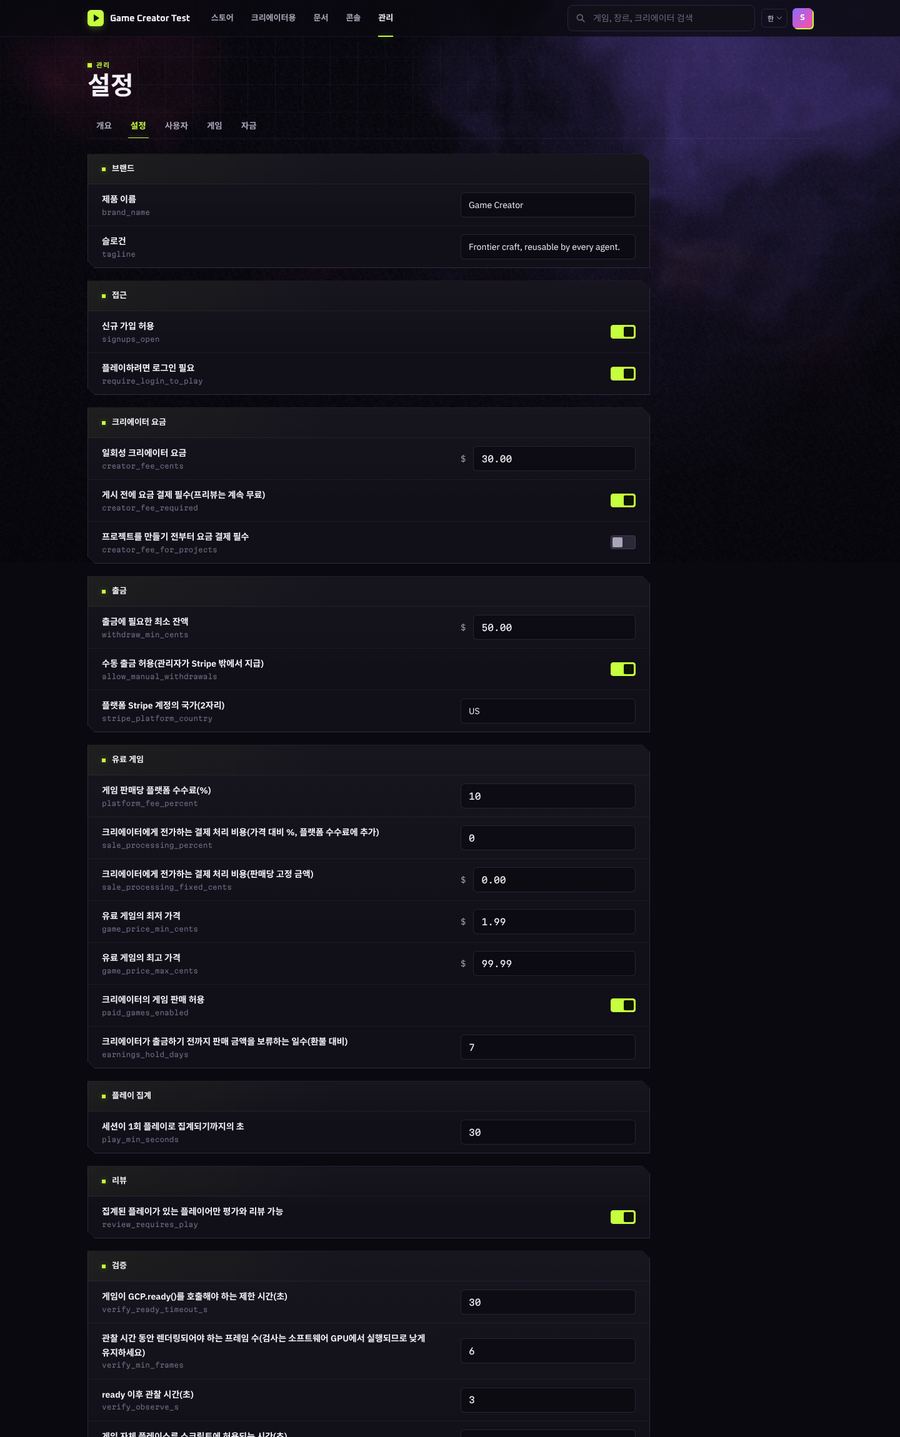 Game Creator Test
스토어
크리에이터용
문서
콘솔
관리
게임, 장르, 크리에이터 검색
한
S
관리
설정
개요
설정
사용자
게임
자금
브랜드
제품 이름
brand_name
Game Creator
슬로건
tagline
Frontier craft, reusable by every agent.
접근
신규 가입 허용
signups_open
플레이하려면 로그인 필요
require_login_to_play
크리에이터 요금
일회성 크리에이터 요금
creator_fee_cents
$ 30.00
게시 전에 요금 결제 필수(프리뷰는 계속 무료)
creator_fee_required
프로젝트를 만들기 전부터 요금 결제 필수
creator_fee_for_projects
출금
출금에 필요한 최소 잔액
withdraw_min_cents
$ 50.00
수동 출금 허용(관리자가 Stripe 밖에서 지급)
allow_manual_withdrawals
플랫폼 Stripe 계정의 국가(2자리)
stripe_platform_country
US
유료 게임
게임 판매당 플랫폼 수수료(%)
platform_fee_percent
10
크리에이터에게 전가하는 결제 처리 비용(가격 대비 %, 플랫폼 수수료에 추가)
sale_processing_percent
0
크리에이터에게 전가하는 결제 처리 비용(판매당 고정 금액)
sale_processing_fixed_cents
$ 0.00
유료 게임의 최저 가격
game_price_min_cents
$ 1.99
유료 게임의 최고 가격
game_price_max_cents
$ 99.99
크리에이터의 게임 판매 허용
paid_games_enabled
크리에이터가 출금하기 전까지 판매 금액을 보류하는 일수(환불 대비)
earnings_hold_days
7
플레이 집계
세션이 1회 플레이로 집계되기까지의 초
play_min_seconds
30
리뷰
집계된 플레이가 있는 플레이어만 평가와 리뷰 가능
review_requires_play
검증
게임이 GCP.ready()를 호출해야 하는 제한 시간(초)
verify_ready_timeout_s
30
관찰 시간 동안 렌더링되어야 하는 프레임 수(검사는 소프트웨어 GPU에서 실행되므로 낮게
유지하세요)
verify_min_frames
6
ready 이후 관찰 시간(초)
verify_observe_s
3
게임 자체 플레이스루 스크립트에 허용되는 시간(초)